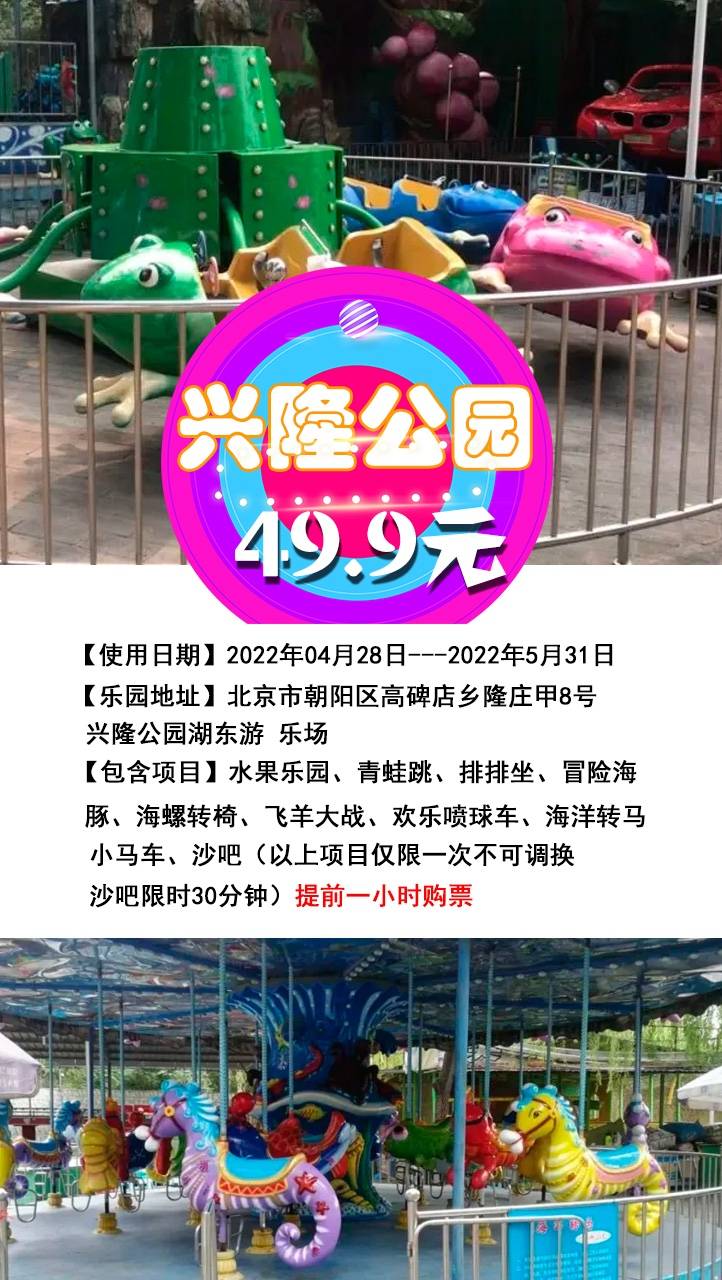 兴隆公园
49.9元
【使用日期】2022年04月28日---2022年5月31日
【乐园地址】北京市朝阳区高碑店乡隆庄甲8号
兴隆公园湖东游 乐场
【包含项目】水果乐园、青蛙跳、排排坐、冒险海
豚、海螺转椅、飞羊大战、欢乐喷球车、海洋转马
小马车、沙吧（以上项目仅限一次不可调换
沙吧限时30分钟）提前一小时购票